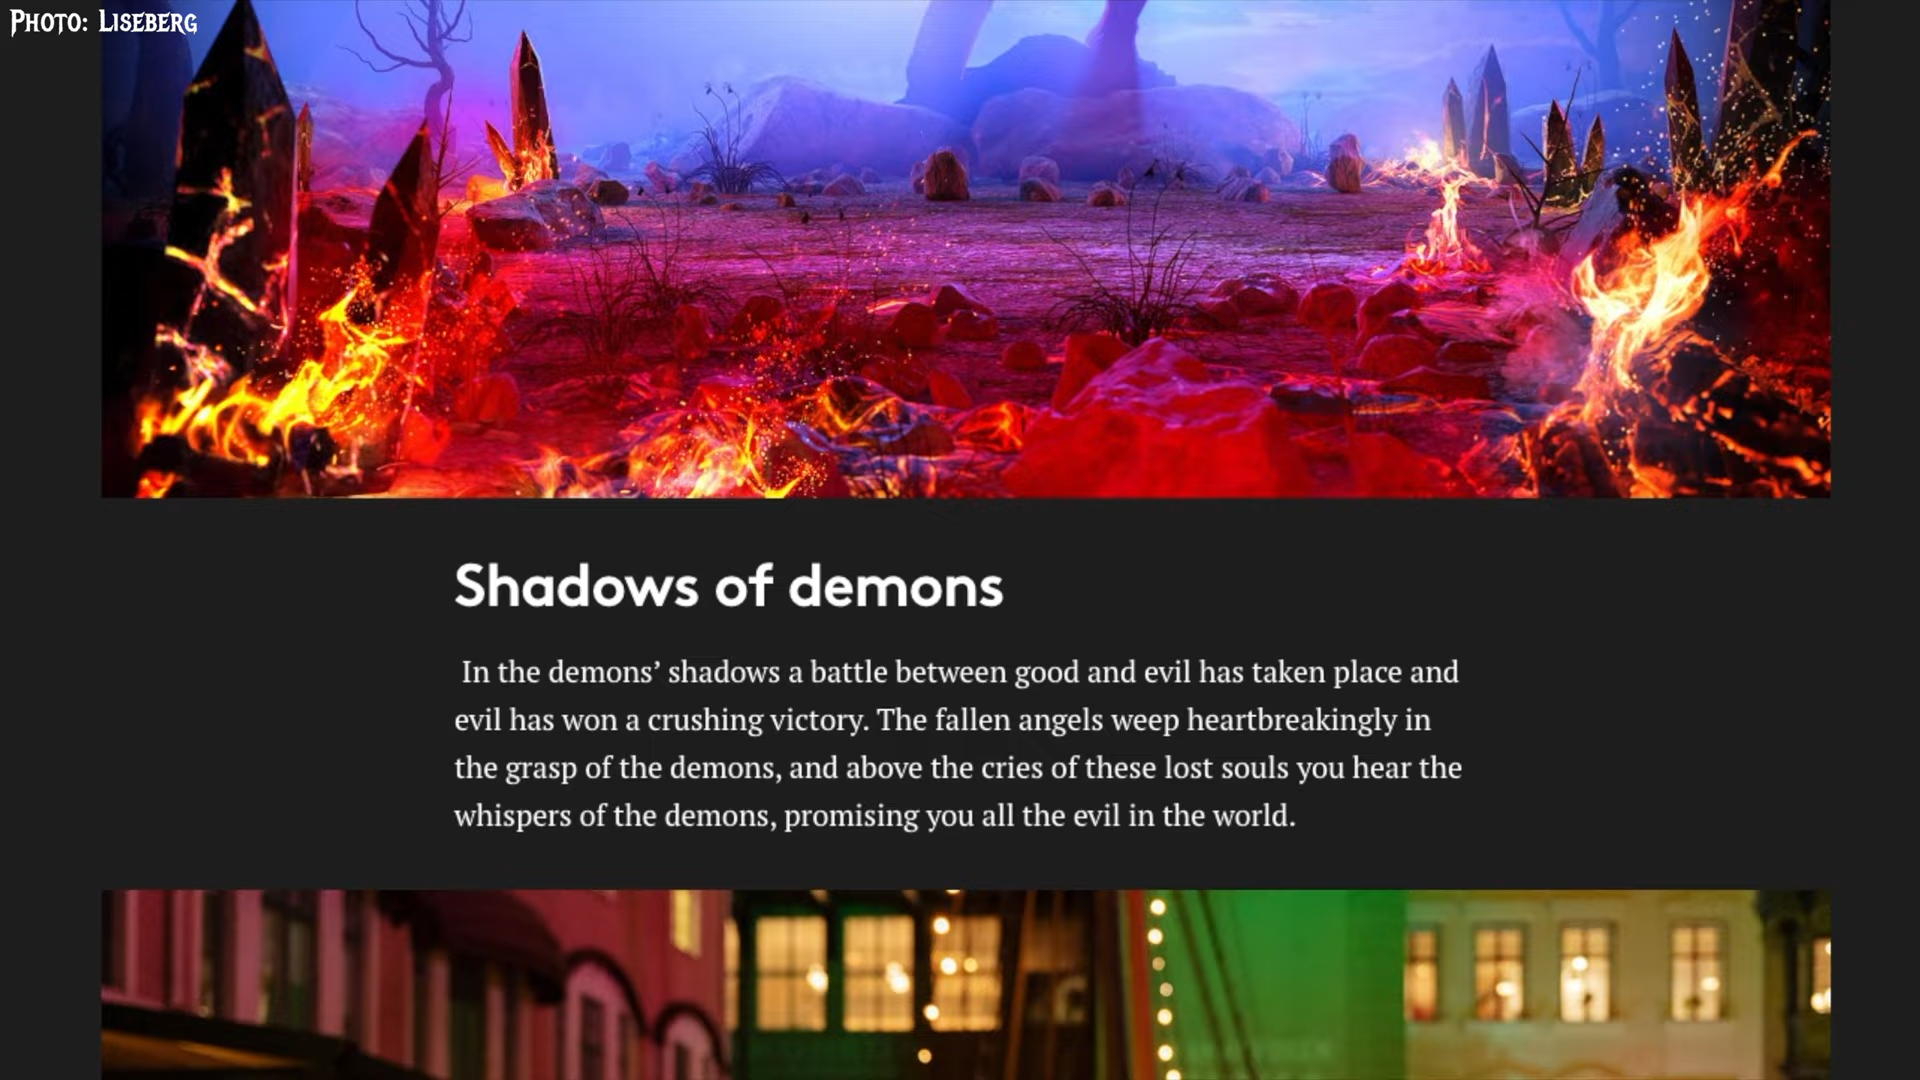 Photo: Liseberg
Shadows of demons
In the demons’ shadows a battle between good and evil has taken place and
evil has won a crushing victory. The fallen angels weep heartbreakingly in
the grasp of the demons, and above the cries of these lost souls you hear the
whispers of the demons, promising you all the evil in the world.